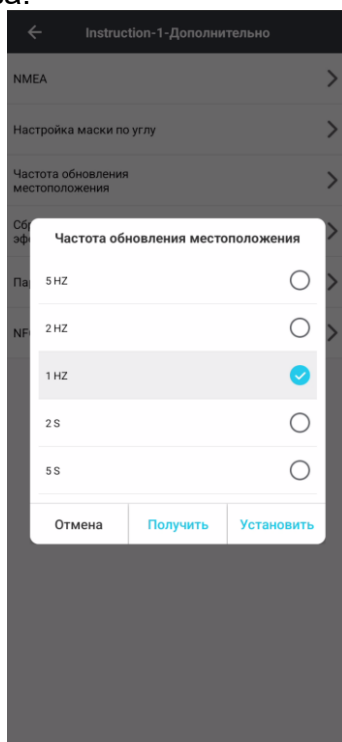 Instruction-1-Дополнительно
NMEA
Настройка маски по углу
Частота обновления
местоположения
Частота обновления местоположения
5 HZ
2 HZ
1 HZ
2 S
5 S
Отмена Получить Установить